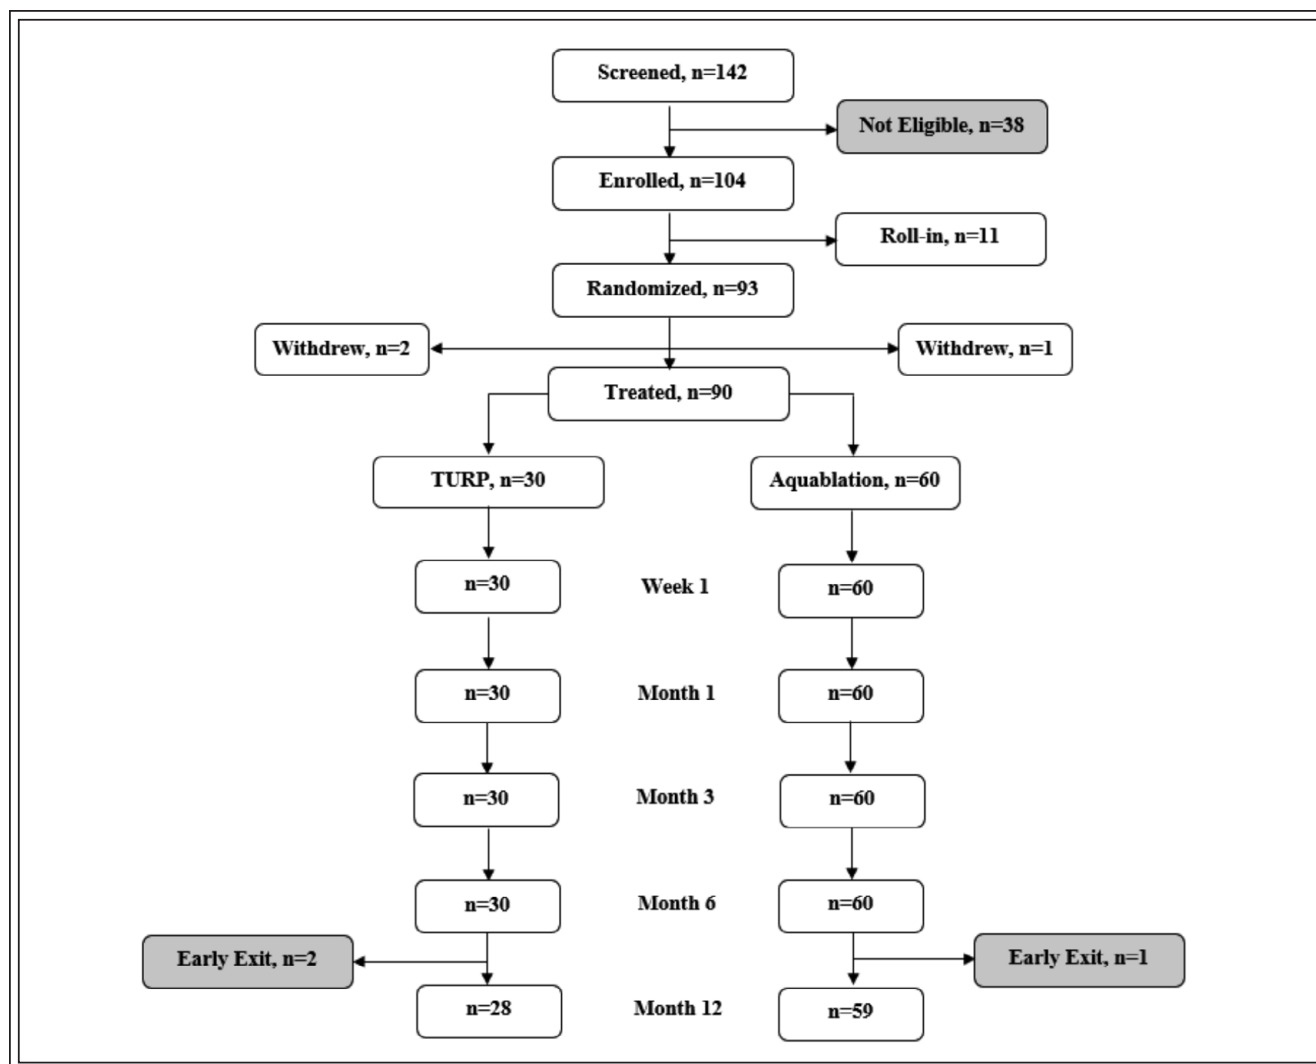 Screened, n=142
Not Eligible, n=38
Enrolled, n=104
Roll-in, n=11
Randomized, n=93
Withdrew, n=2
Withdrew, n=1
Treated, n=90
TURP, n=30
Aquablation, n=60
n=30
Week 1
n=60
n=30
Month 1
n=60
n=30
Month 3
n=60
n=30
Month 6
n=60
Early Exit, n=2
Early Exit, n=1
n=28
Month 12
n=59